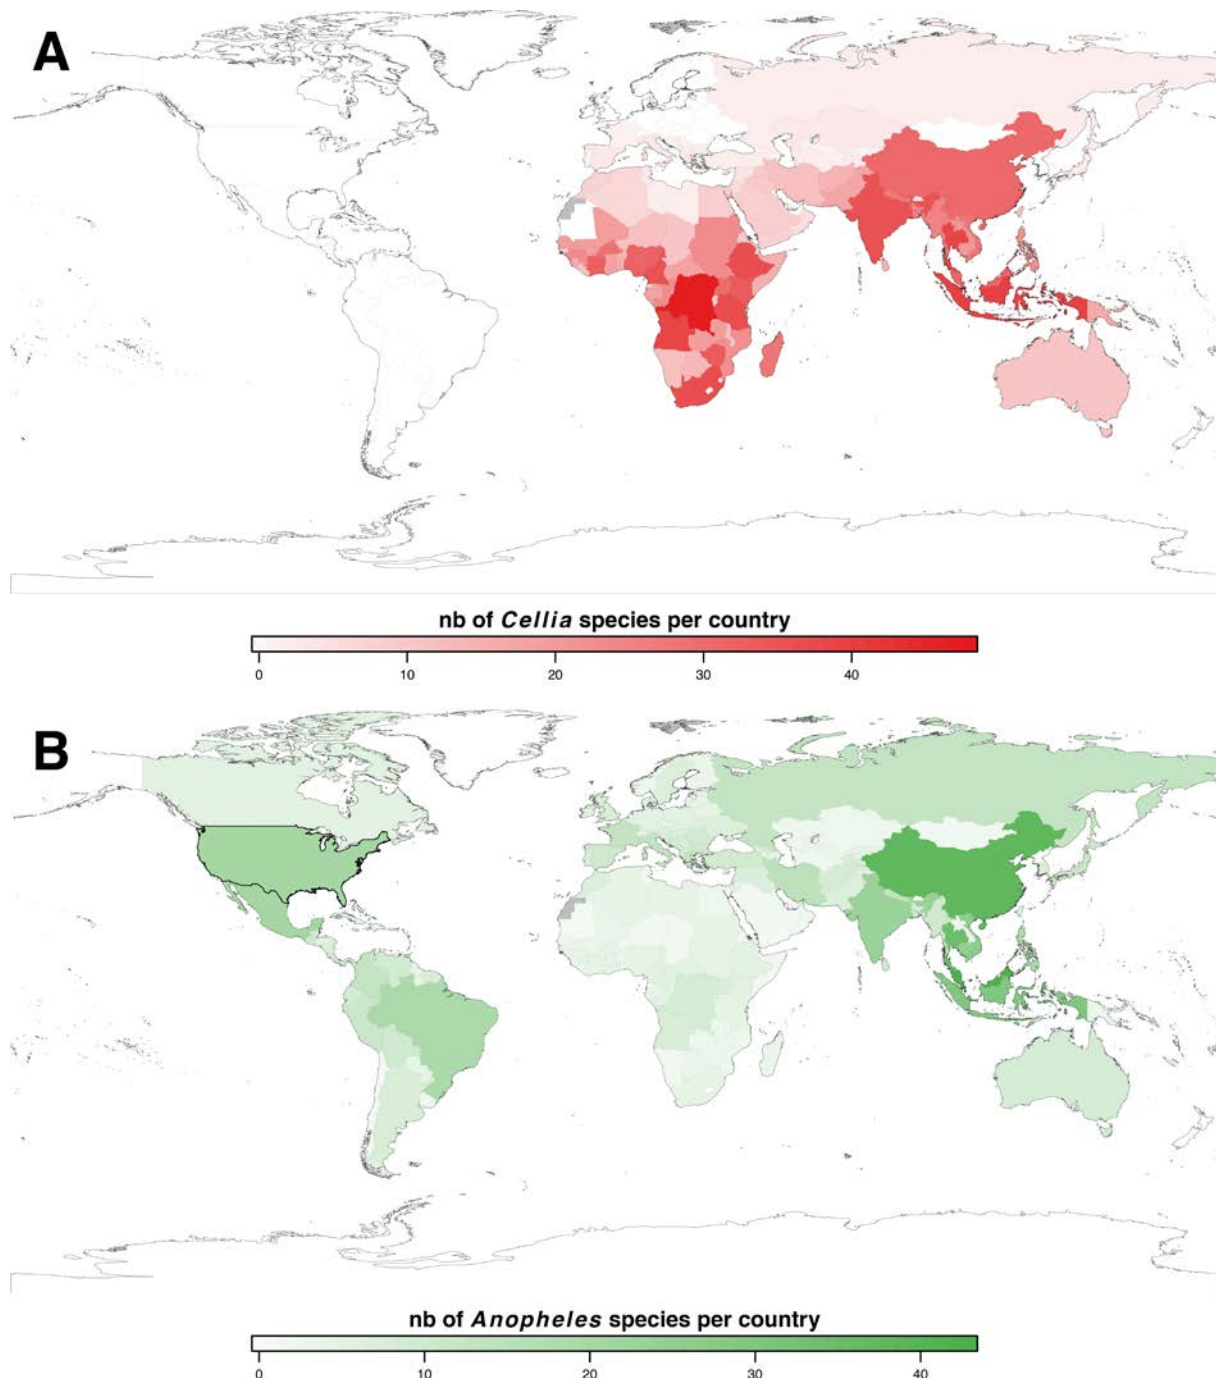 A
nb of Cellia species per country
0 10 20 30 40
B
nb of Anopheles species per country
0 10 20 30 40